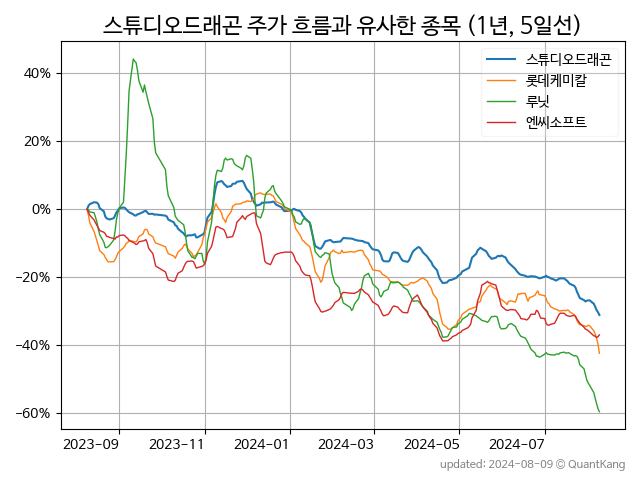 스튜디오드래곤 주가 흐름과 유사한 종목 (1년, 5일선)
스튜디오드래곤
롯데케미칼
루닛
엔씨소프트
40%
20%
0%
−20%
−40%
−60%
2023-09 2023-11 2024-01 2024-03 2024-05 2024-07
updated: 2024-08-09 © QuantKang